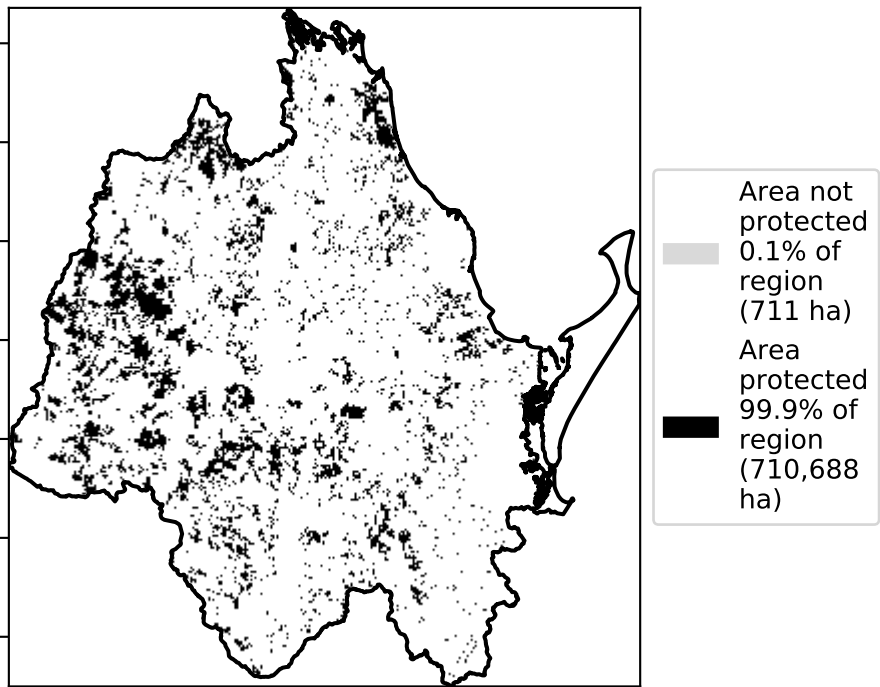 Area not
protected
0.1% of
region
(711 ha)
Area
protected
99.9% of
region
(710,688
ha)